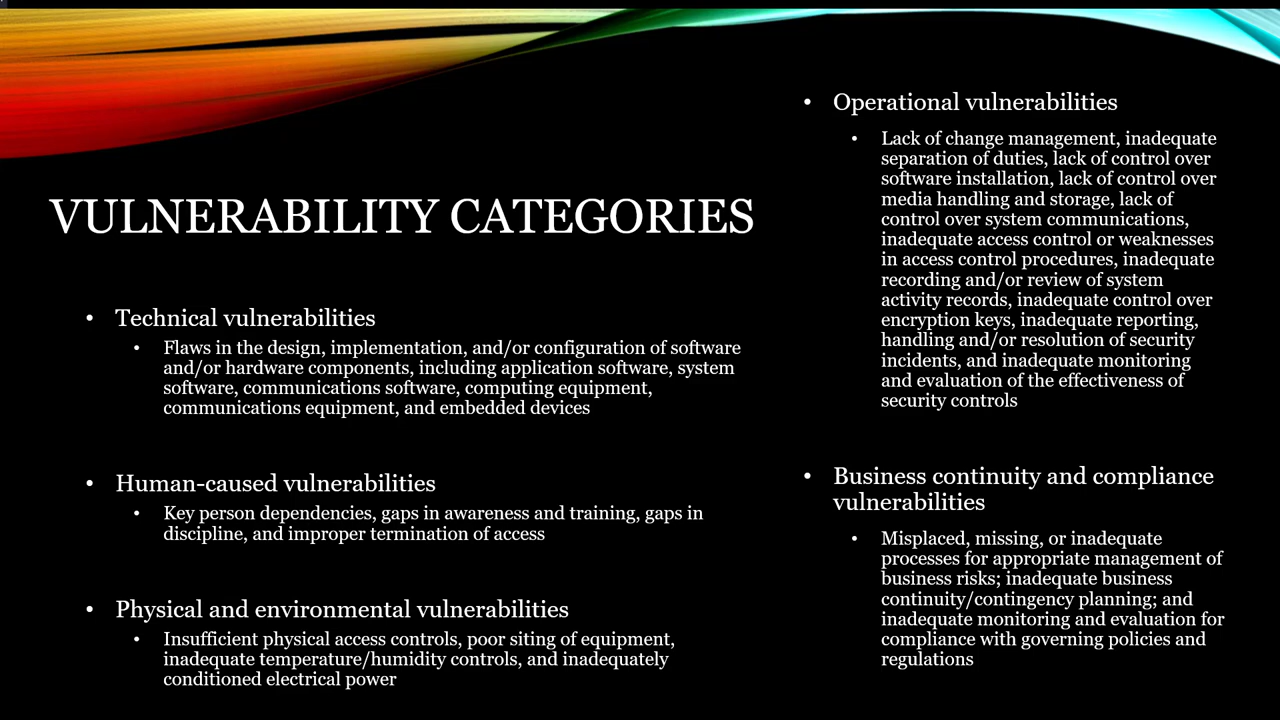 VULNERABILITY CATEGORIES
• Technical vulnerabilities
• Flaws in the design, implementation, and/or configuration of software
and/or hardware components, including application software, system
software, communications software, computing equipment,
communications equipment, and embedded devices
• Human-caused vulnerabilities
• Key person dependencies, gaps in awareness and training, gaps in
discipline, and improper termination of access
• Physical and environmental vulnerabilities
• Insufficient physical access controls, poor siting of equipment,
inadequate temperature/humidity controls, and inadequately
conditioned electrical power
• Operational vulnerabilities
• Lack of change management, inadequate
separation of duties, lack of control over
software installation, lack of control over
media handling and storage, lack of
control over system communications,
inadequate access control or weaknesses
in access control procedures, inadequate
recording and/or review of system
activity records, inadequate control over
encryption keys, inadequate reporting,
handling and/or resolution of security
incidents, and inadequate monitoring
and evaluation of the effectiveness of
security controls
• Business continuity and compliance
vulnerabilities
• Misplaced, missing, or inadequate
processes for appropriate management of
business risks; inadequate business
continuity/contingency planning; and
inadequate monitoring and evaluation for
compliance with governing policies and
regulations